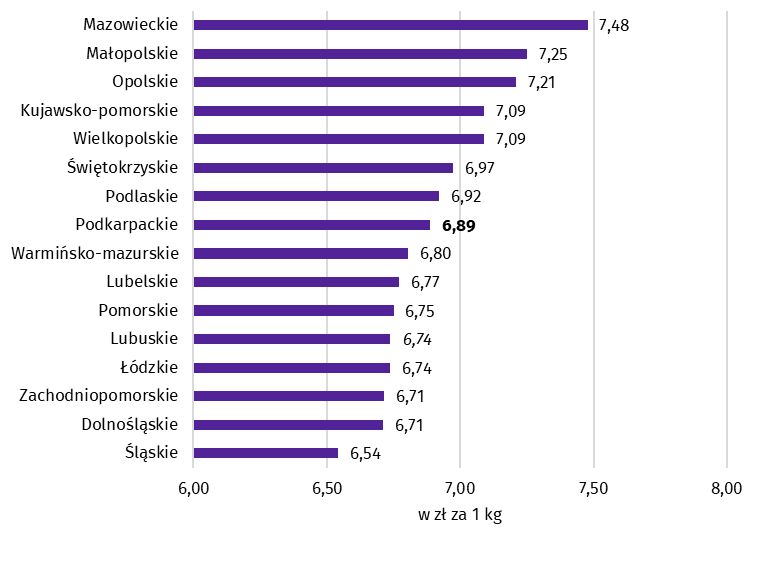 Mazowieckie 7,48
Małopolskie 7,25
Opolskie 7,21
Kujawsko-pomorskie 7,09
Wielkopolskie 7,09
Świętokrzyskie 6,97
Podlaskie 6,92
Podkarpackie 6,89
Warmińsko-mazurskie 6,80
Lubelskie 6,77
Pomorskie 6,75
Lubuskie 6,74
Łódzkie 6,74
Zachodniopomorskie 6,71
Dolnośląskie 6,71
Śląskie 6,54
6,00 6,50 7,00 7,50 8,00
w zł za 1 kg